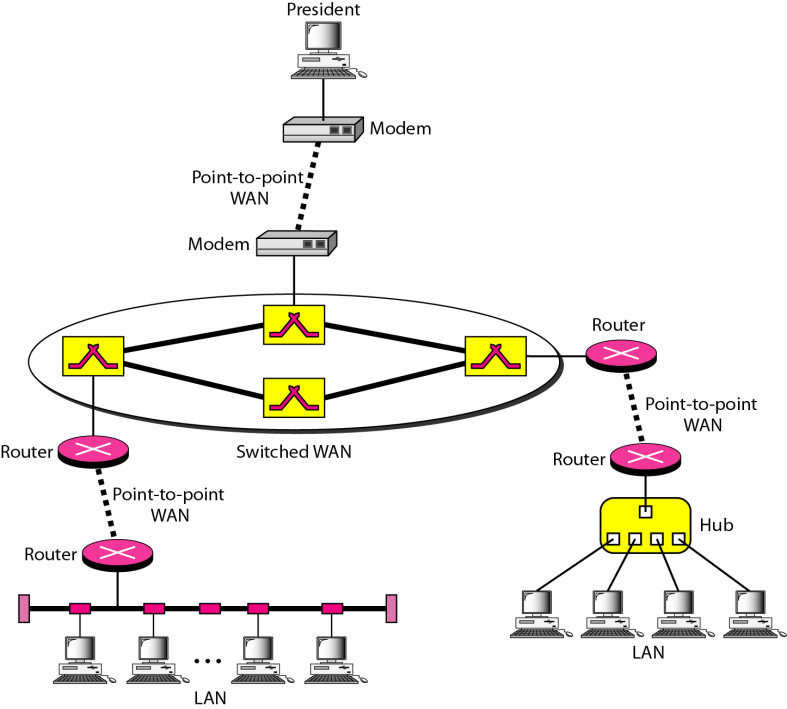 President
Modem
Point-to-point
WAN
Modem
Router
Point-to-point
WAN
Router
Switched WAN
Router
Point-to-point
WAN
Router
Hub
LAN
LAN